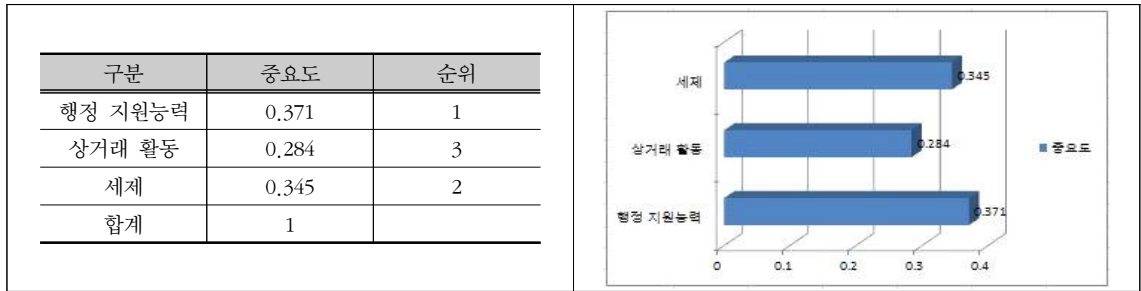 구분 중요도 순위
행정 지원능력 0.371 1
상거래 활동 0.284 3
세제 0.345 2
합계 1
세제 0.345
상거래 활동 0.284
행정 지원능력 0.371
0 0.1 0.2 0.3 0.4
중요도